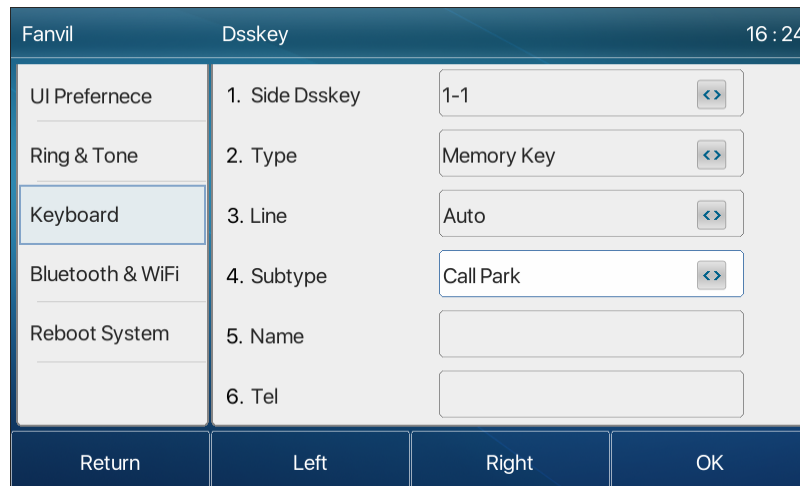 Fanvil Dsskey 16 : 24
UI Prefernece
Ring & Tone
Keyboard
Bluetooth & WiFi
Reboot System
1. Side Dsskey 1-1 <>
2. Type Memory Key <>
3. Line Auto <>
4. Subtype Call Park <>
5. Name
6. Tel
Return Left Right OK